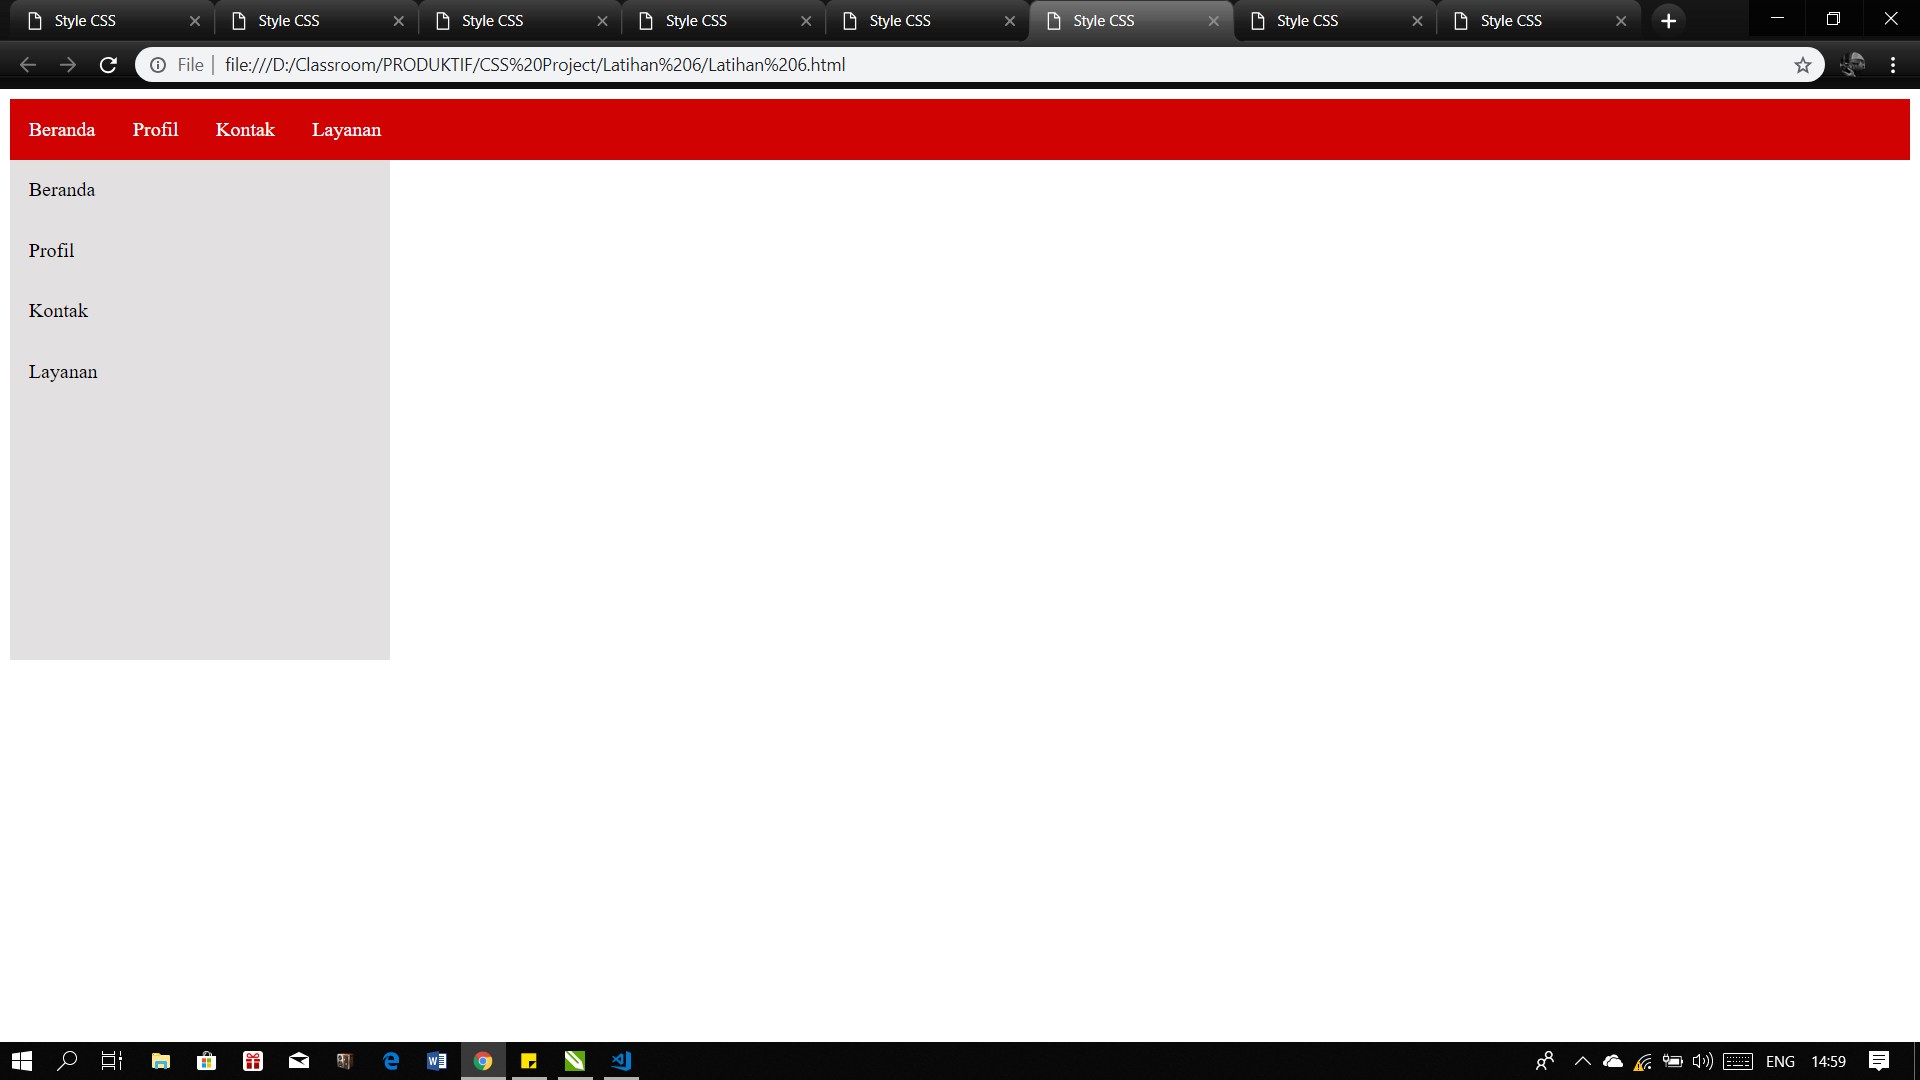 Style CSS Style CSS Style CSS Style CSS Style CSS Style CSS Style CSS Style CSS
File file:///D:/Classroom/PRODUKTIF/CSS%20Project/Latihan%206/Latihan%206.html
Beranda Profil Kontak Layanan
Beranda
Profil
Kontak
Layanan
ENG 14:59